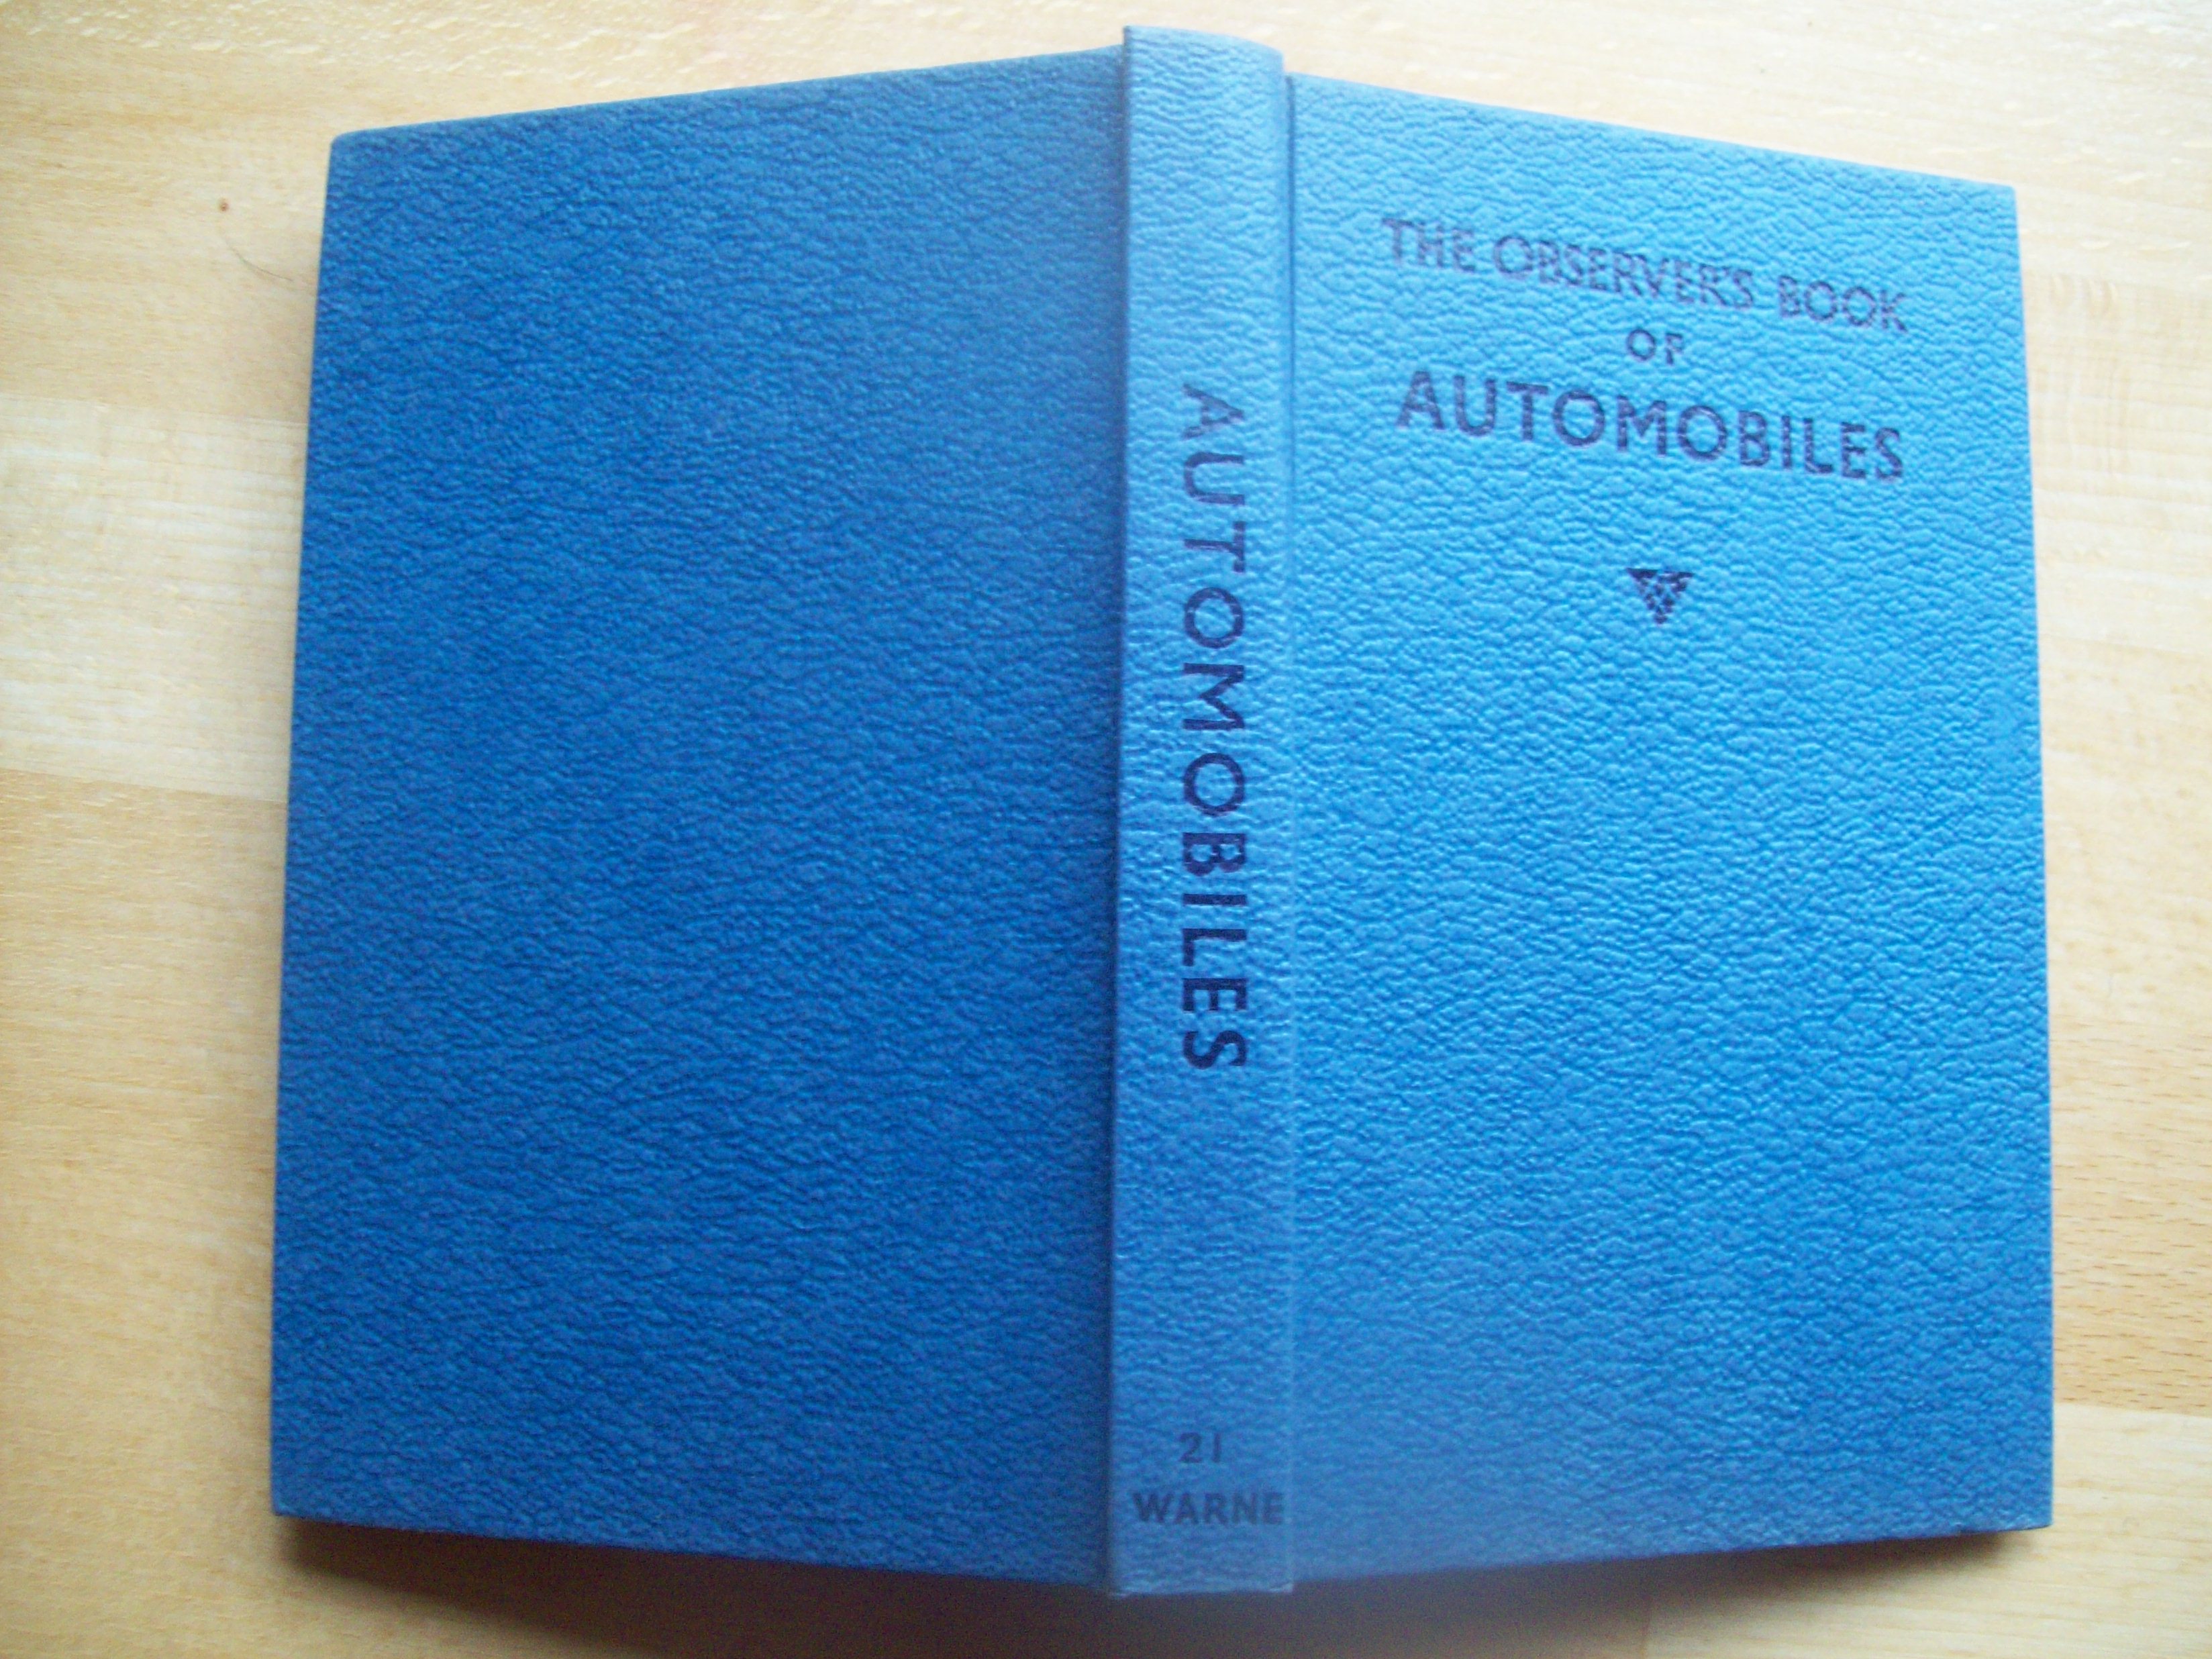 THE OBSERVER'S BOOK
OF
AUTOMOBILES
AUTOMOBILES
21
WARNE